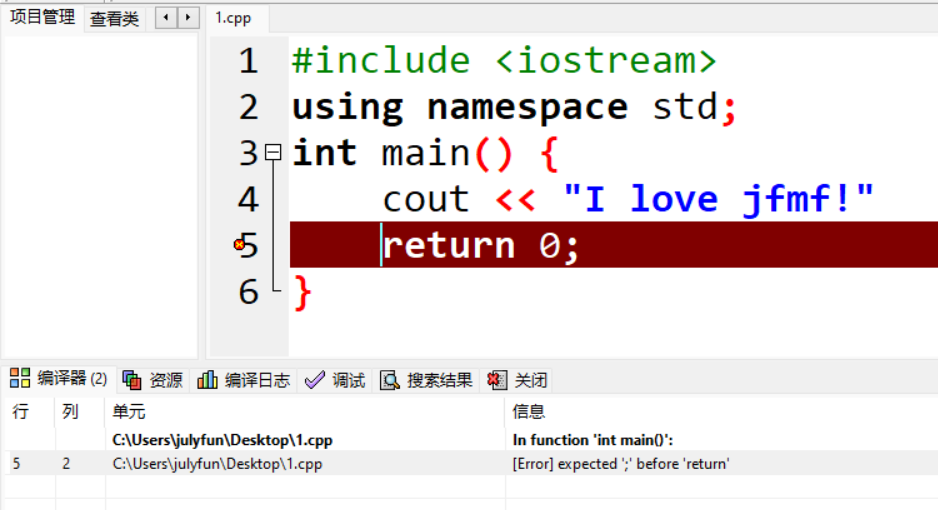 项目管理 查看类 1.cpp
1 #include <iostream>
2 using namespace std;
3 int main() {
4 cout << "I love jfmf!"
5 return 0;
6 }
编译器 (2) 资源 编译日志 调试 搜索结果 关闭
行 列 单元 信息
C:\Users\julyfun\Desktop\1.cpp In function 'int main()':
5 2 C:\Users\julyfun\Desktop\1.cpp [Error] expected ';' before 'return'